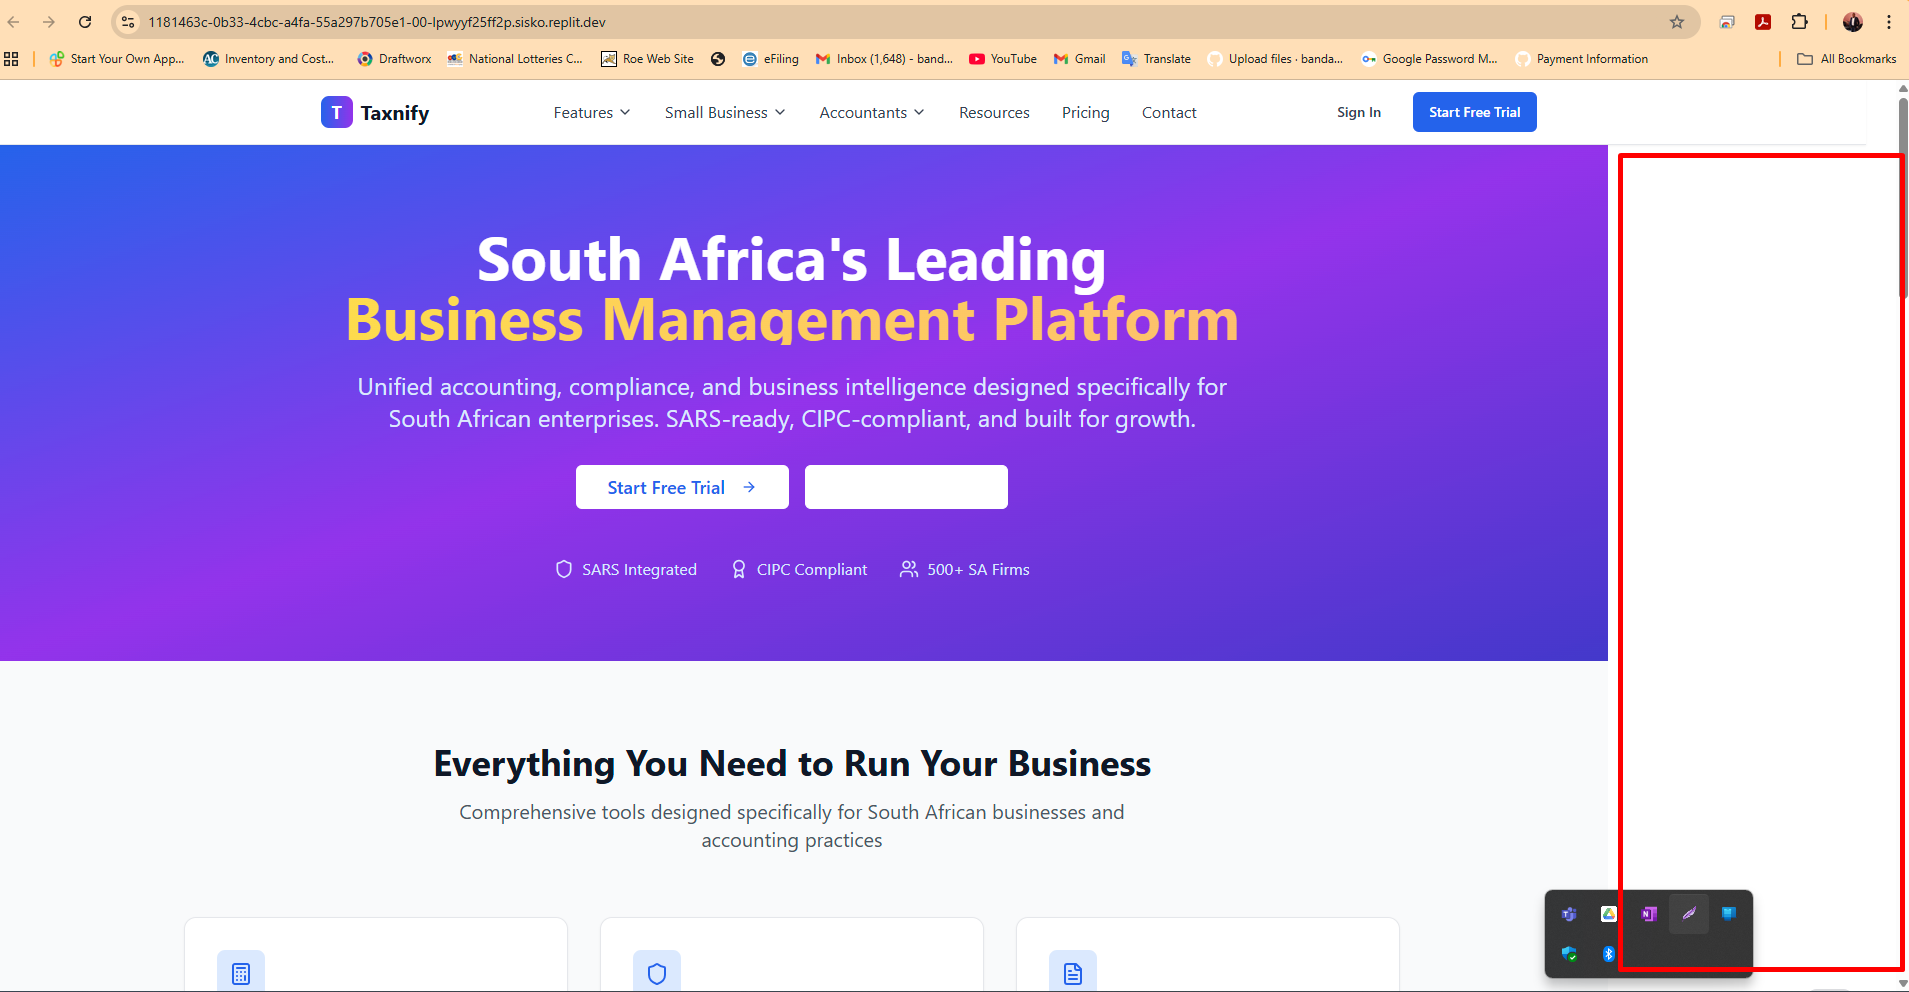 1181463c-0b33-4cbc-a4fa-55a297b705e1-00-lpwyyf25ff2p.sisko.replit.dev
Start Your Own App... Inventory and Cost... Draftworx National Lotteries C... Roe Web Site eFiling Inbox (1,648) - band... YouTube Gmail Translate Upload files · banda... Google Password M... Payment Information All Bookmarks
T Taxnify Features Small Business Accountants Resources Pricing Contact Sign In Start Free Trial
South Africa's Leading
Business Management Platform
Unified accounting, compliance, and business intelligence designed specifically for
South African enterprises. SARS-ready, CIPC-compliant, and built for growth.
Start Free Trial →
SARS Integrated CIPC Compliant 500+ SA Firms
Everything You Need to Run Your Business
Comprehensive tools designed specifically for South African businesses and
accounting practices